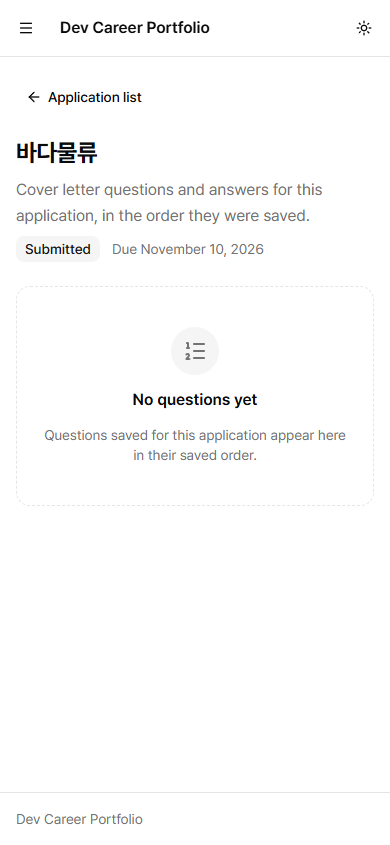 Dev Career Portfolio
Application list
바다물류
Cover letter questions and answers for this
application, in the order they were saved.
Submitted
Due November 10, 2026
No questions yet
Questions saved for this application appear here
in their saved order.
Dev Career Portfolio